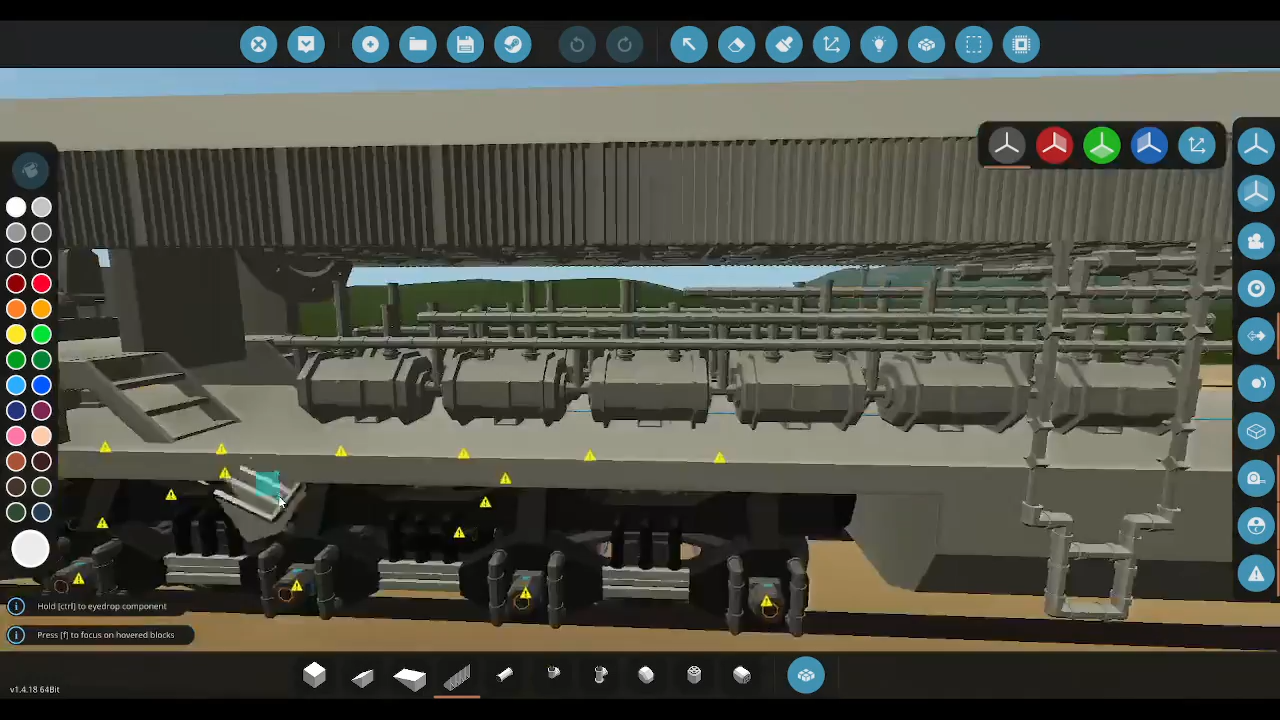 Hold [ctrl] to eyedrop component
Press [f] to focus on hovered blocks
v1.4.18 64Bit